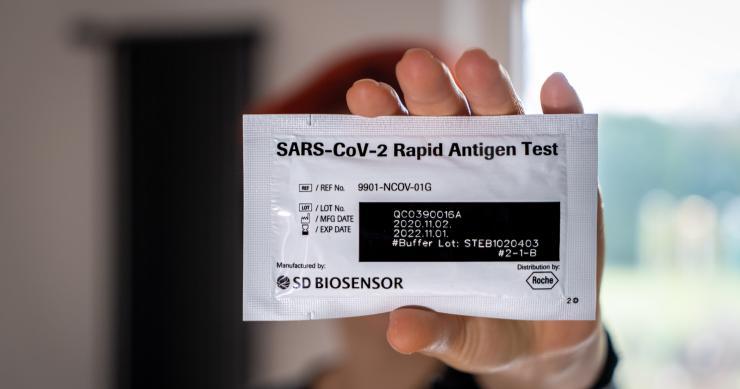 SARS-CoV-2 Rapid Antigen Test
REF / REF No. 9901-NCOV-01G
LOT / LOT No. QC0390016A
/ MFG DATE 2020.11.02.
/ EXP DATE 2022.11.01.
#Buffer Lot: STEB1020403
#2-1-B
Manufactured by:
SD BIOSENSOR
Distribution by:
Roche
2